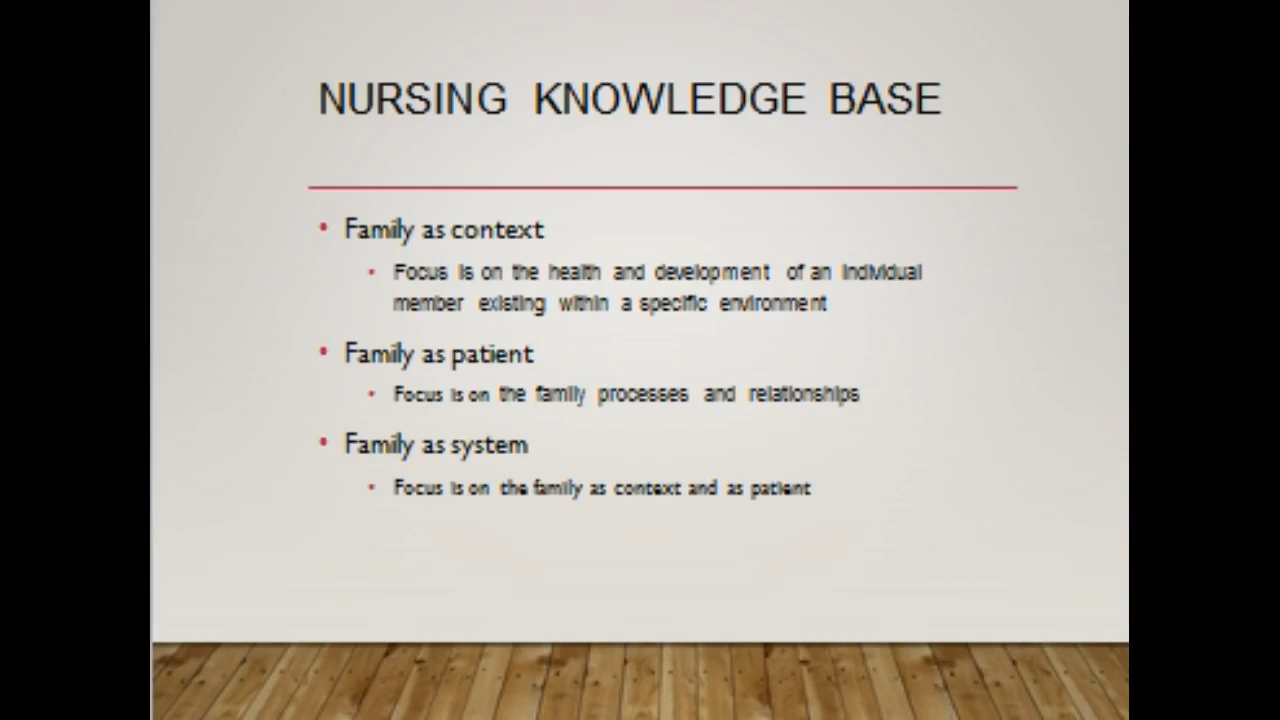 NURSING KNOWLEDGE BASE
• Family as context
• Focus is on the health and development of an individual
member existing within a specific environment
• Family as patient
• Focus is on the family processes and relationships
• Family as system
• Focus is on the family as context and as patient